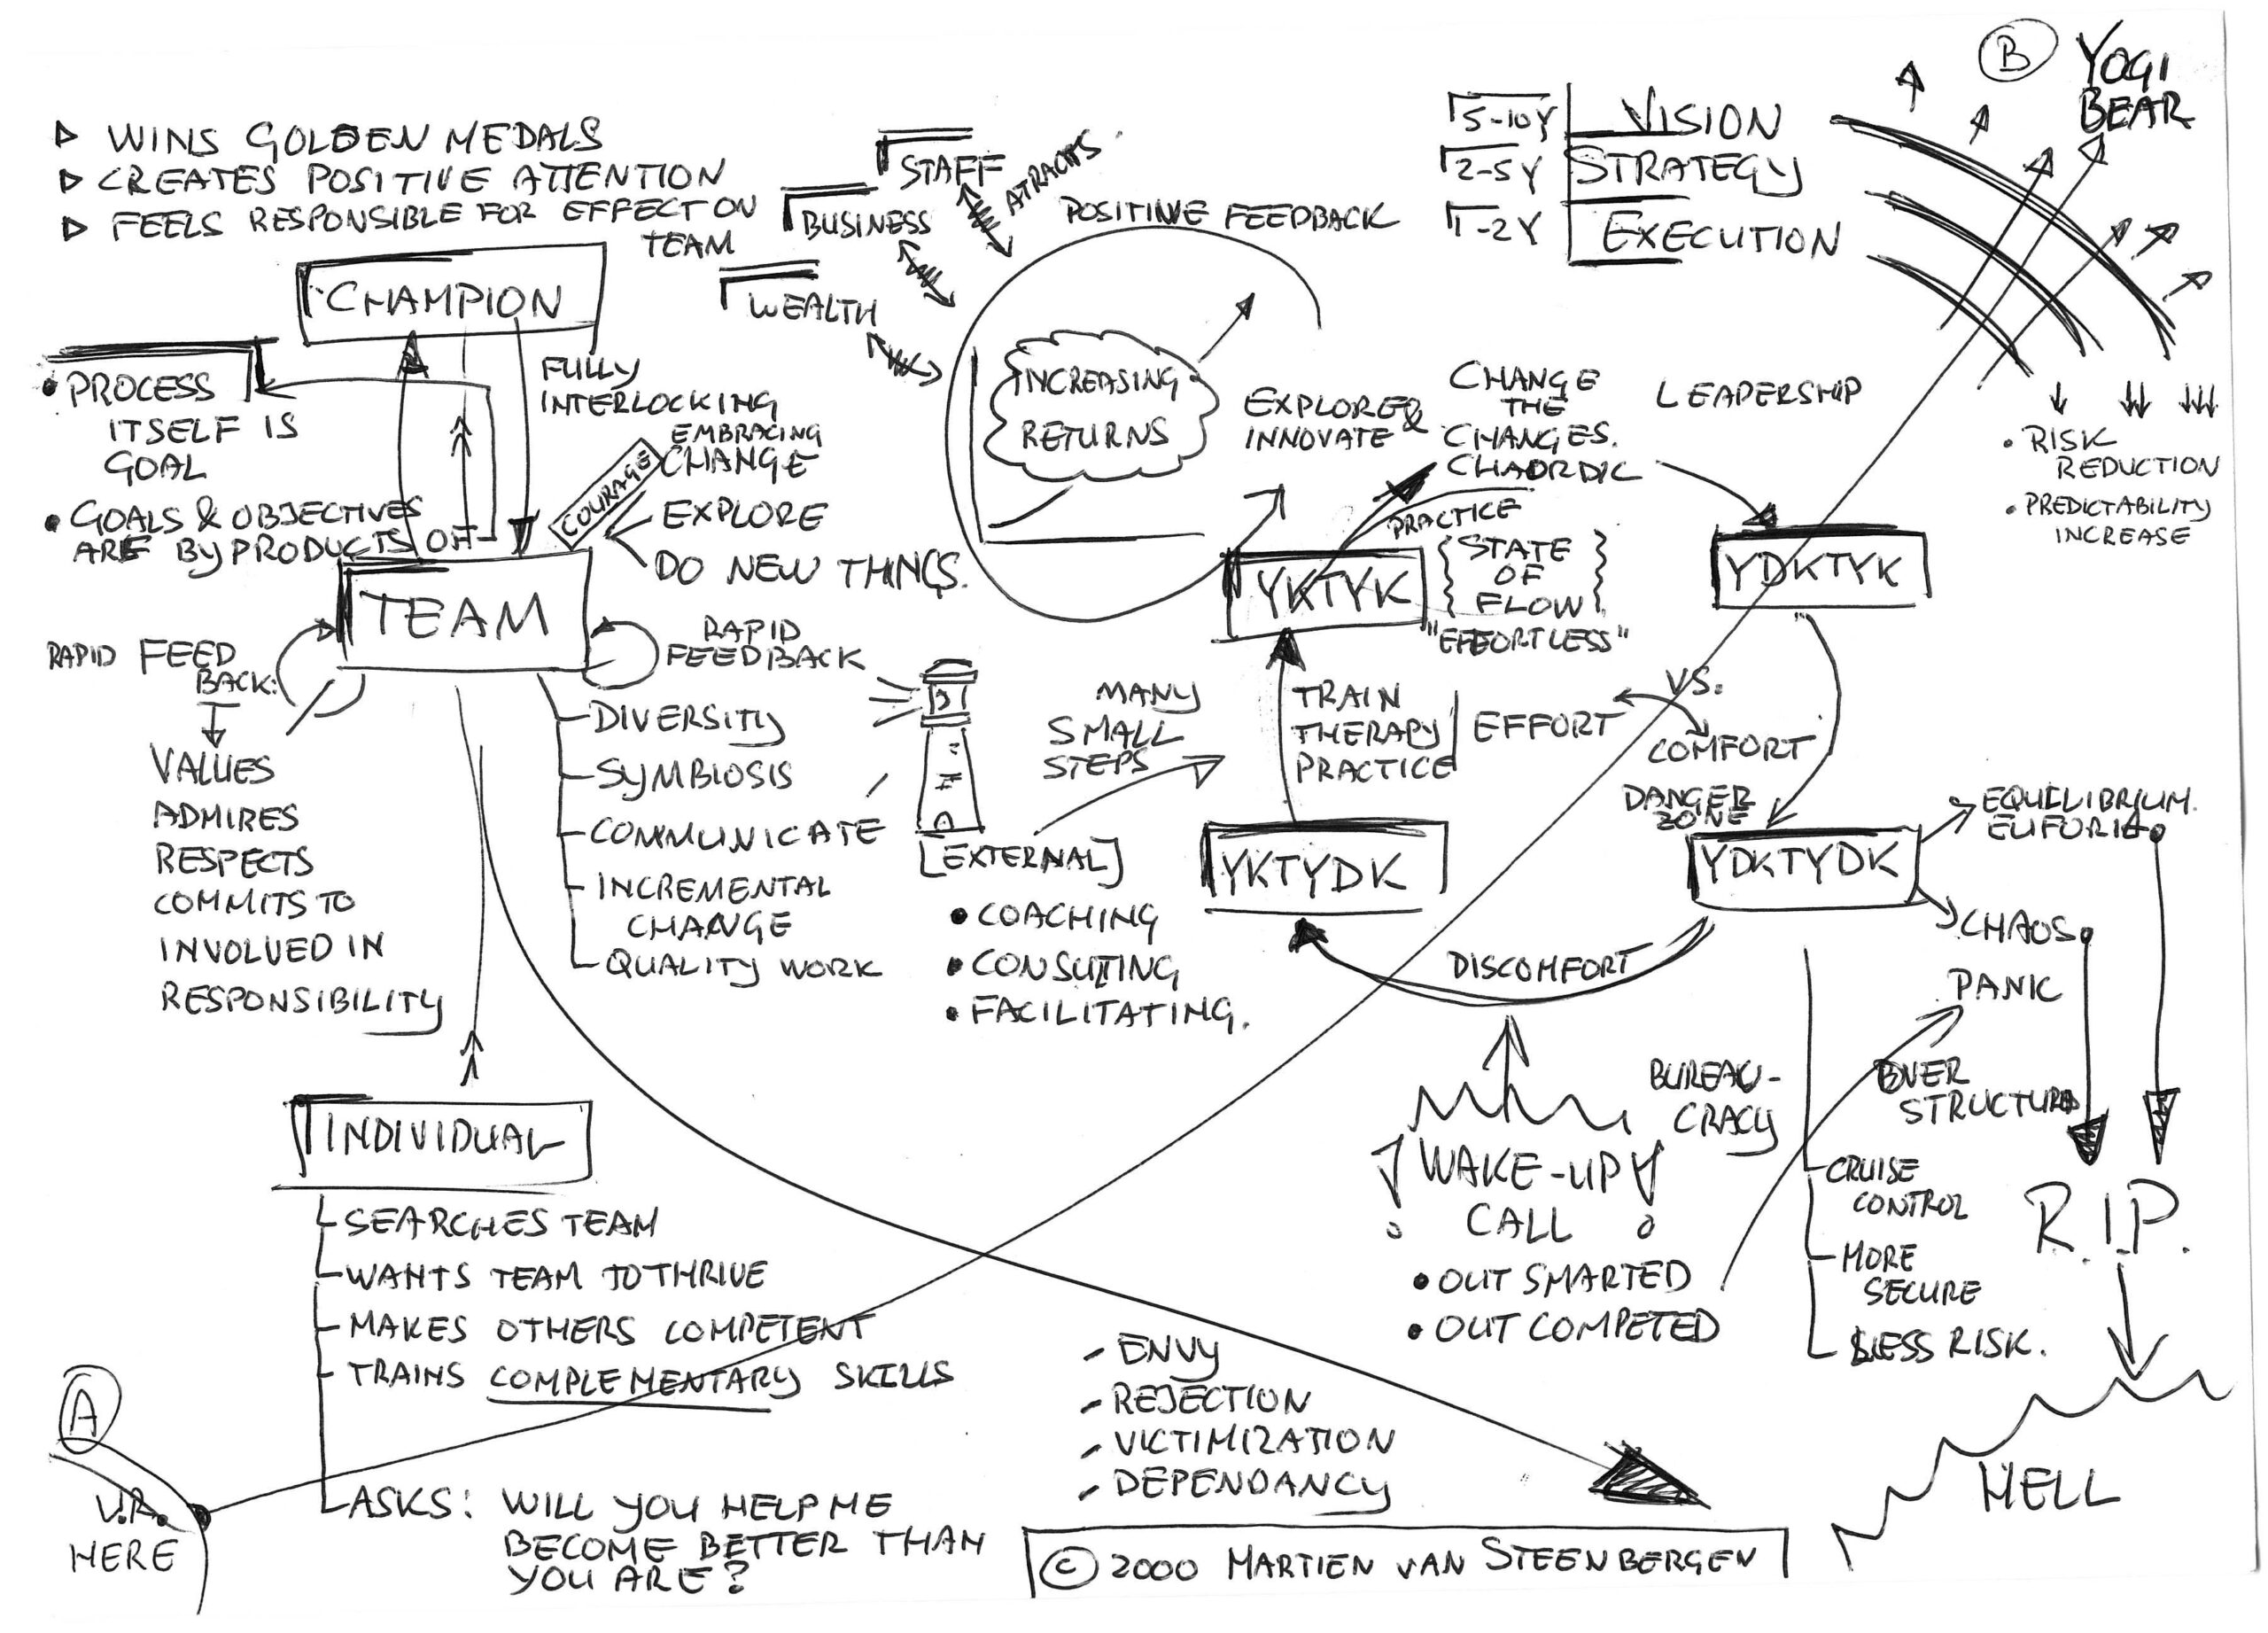 ▷ WINS GOLDEN MEDALS
▷ CREATES POSITIVE ATTENTION
▷ FEELS RESPONSIBLE FOR EFFECT ON
TEAM
CHAMPION
• PROCESS
ITSELF IS
GOAL
• GOALS & OBJECTIVES
ARE BY PRODUCTS OF
FULLY
INTERLOCKING
COURAGE
EMBRACING
CHANGE
EXPLORE
DO NEW THINGS.
TEAM
RAPID FEED
BACK:
VALUES
ADMIRES
RESPECTS
COMMITS TO
INVOLVED IN
RESPONSIBILITY
RAPID
FEEDBACK
DIVERSITY
SYMBIOSIS
COMMUNICATE
INCREMENTAL
CHANGE
QUALITY WORK
INDIVIDUAL
SEARCHES TEAM
WANTS TEAM TO THRIVE
MAKES OTHERS COMPETENT
TRAINS COMPLEMENTARY SKILLS
ASKS: WILL YOU HELP ME
BECOME BETTER THAN
YOU ARE?
A
U.R.
HERE
STAFF
BUSINESS
WEALTH
ATRACTS
POSITIVE FEEDBACK
INCREASING
RETURNS
EXPLORE &
INNOVATE
CHANGE
THE
CHANGES.
CHAORDIC
LEADERSHIP
PRACTICE
YKTYK
{STATE
OF
FLOW}
"EFFORTLESS"
YDKTYK
MANY
SMALL
STEPS
TRAIN
THERAPY
PRACTICE
EFFORT
VS.
COMFORT
DANGER
ZONE
[EXTERNAL]
• COACHING
• CONSULTING
• FACILITATING.
YKTYDK
YDKTYDK
EQUILIBRIUM.
EUFORIA
CHAOS
PANIC
DISCOMFORT
WAKE-UP
CALL
• OUT SMARTED
• OUT COMPETED
BUREAU-
CRACY
OVER
STRUCTURED
CRUISE
CONTROL
MORE
SECURE
LESS RISK.
R.I.P.
HELL
- ENVY
- REJECTION
- VICTIMIZATION
- DEPENDANCY
5-10Y VISION
2-5Y STRATEGY
1-2Y EXECUTION
B YOGI
BEAR
• RISK
REDUCTION
• PREDICTABILITY
INCREASE
© 2000 MARTIEN VAN STEENBERGEN